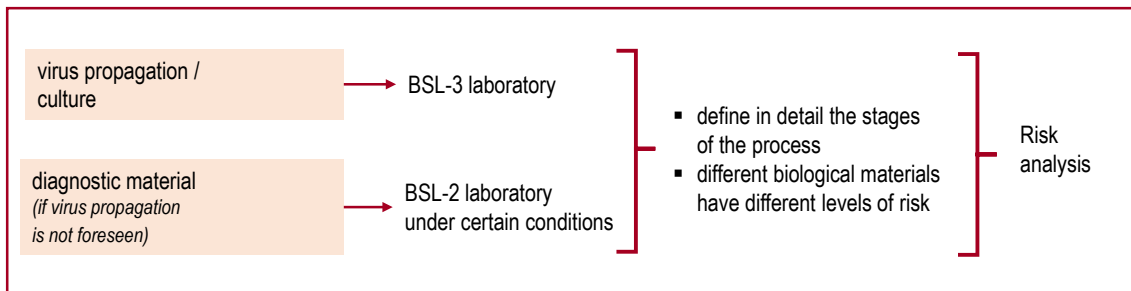 virus propagation /
culture
BSL-3 laboratory
diagnostic material
(if virus propagation
is not foreseen)
BSL-2 laboratory
under certain conditions
▪ define in detail the stages
of the process
▪ different biological materials
have different levels of risk
Risk
analysis